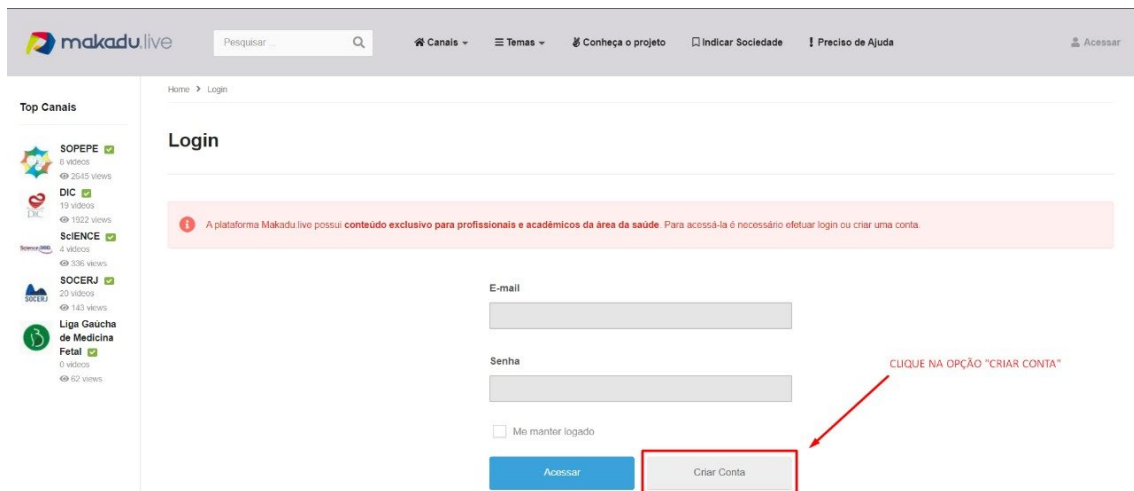 makadu.live
Pesquisar ...
Canais
Temas
Conheça o projeto
Indicar Sociedade
Preciso de Ajuda
Acessar
Home > Login
Top Canais
SOPEPE
0 videos
2645 views
DIC
DIC
19 videos
1922 views
ScIENCE
4 videos
336 views
SOCERJ
SOCERJ
20 videos
143 views
Liga Gaúcha
de Medicina
Fetal
0 videos
62 views
Login
A plataforma Makadu.live possui conteúdo exclusivo para profissionais e acadêmicos da área da saúde. Para acessá-la é necessário efetuar login ou criar uma conta.
E-mail
Senha
CLIQUE NA OPÇÃO "CRIAR CONTA"
Me manter logado
Acessar
Criar Conta